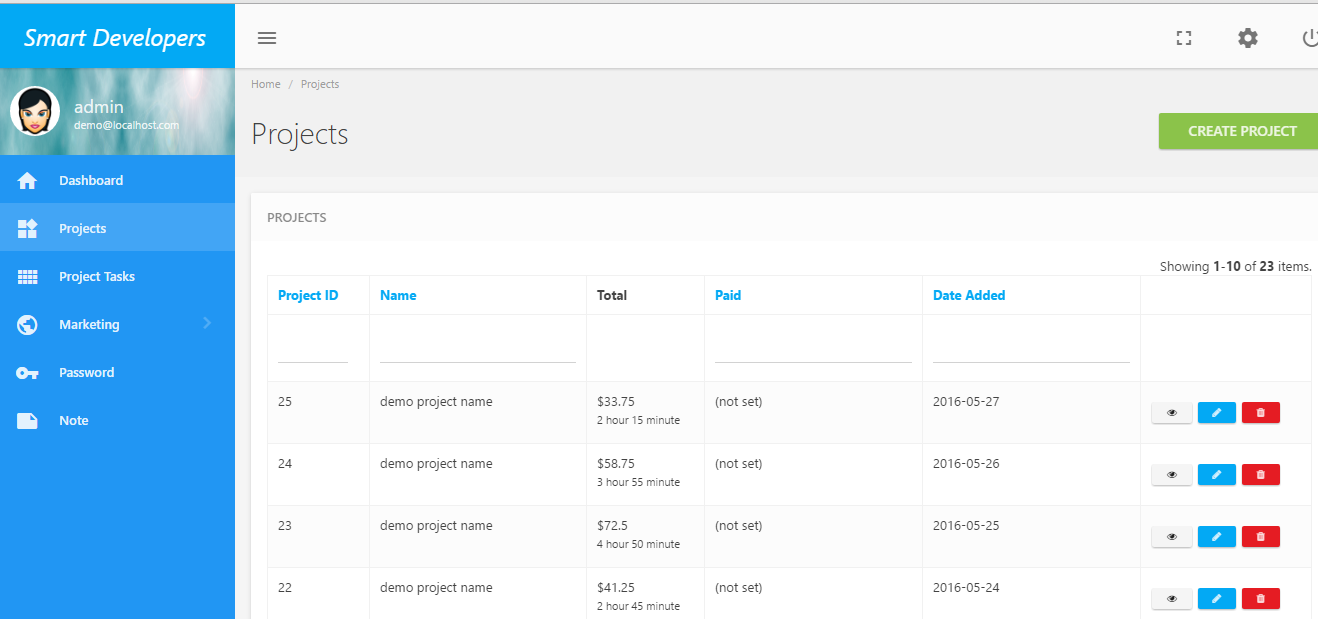 Smart Developers
admin
demo@localhost.com
Dashboard
Projects
Project Tasks
Marketing
Password
Note
Home / Projects
Projects
CREATE PROJECT
PROJECTS
Showing 1-10 of 23 items.
Project ID Name Total Paid Date Added
25 demo project name $33.75 (not set) 2016-05-27
2 hour 15 minute
24 demo project name $58.75 (not set) 2016-05-26
3 hour 55 minute
23 demo project name $72.5 (not set) 2016-05-25
4 hour 50 minute
22 demo project name $41.25 (not set) 2016-05-24
2 hour 45 minute